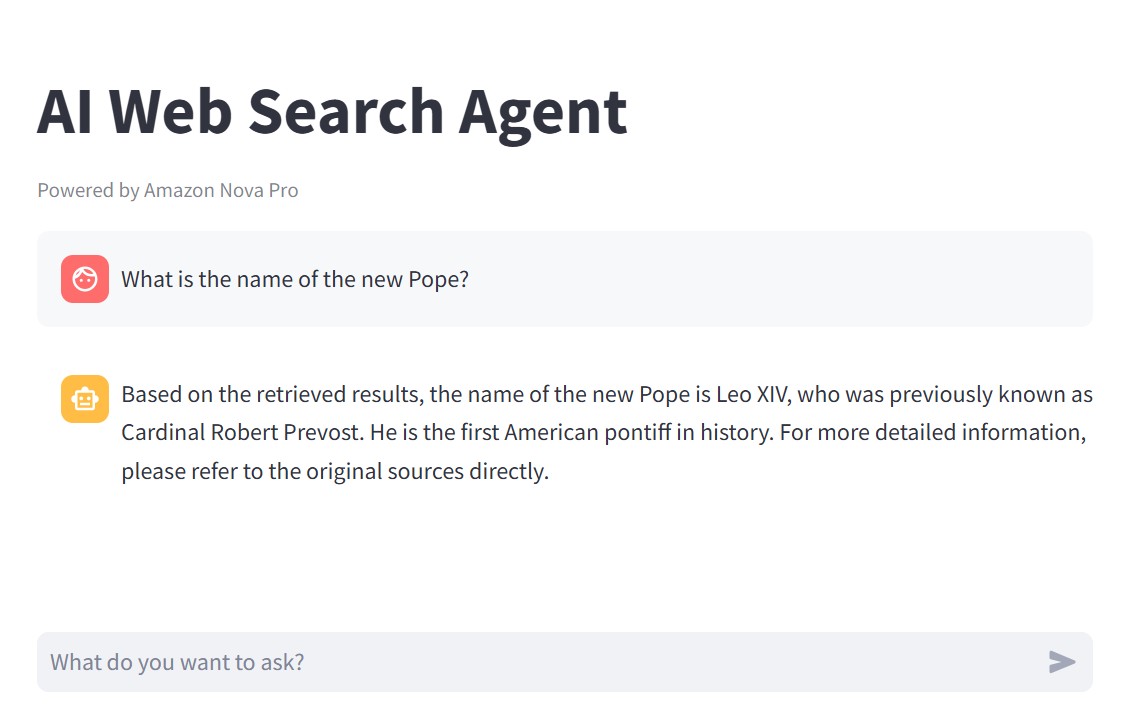 AI Web Search Agent
Powered by Amazon Nova Pro
What is the name of the new Pope?
Based on the retrieved results, the name of the new Pope is Leo XIV, who was previously known as
Cardinal Robert Prevost. He is the first American pontiff in history. For more detailed information,
please refer to the original sources directly.
What do you want to ask?